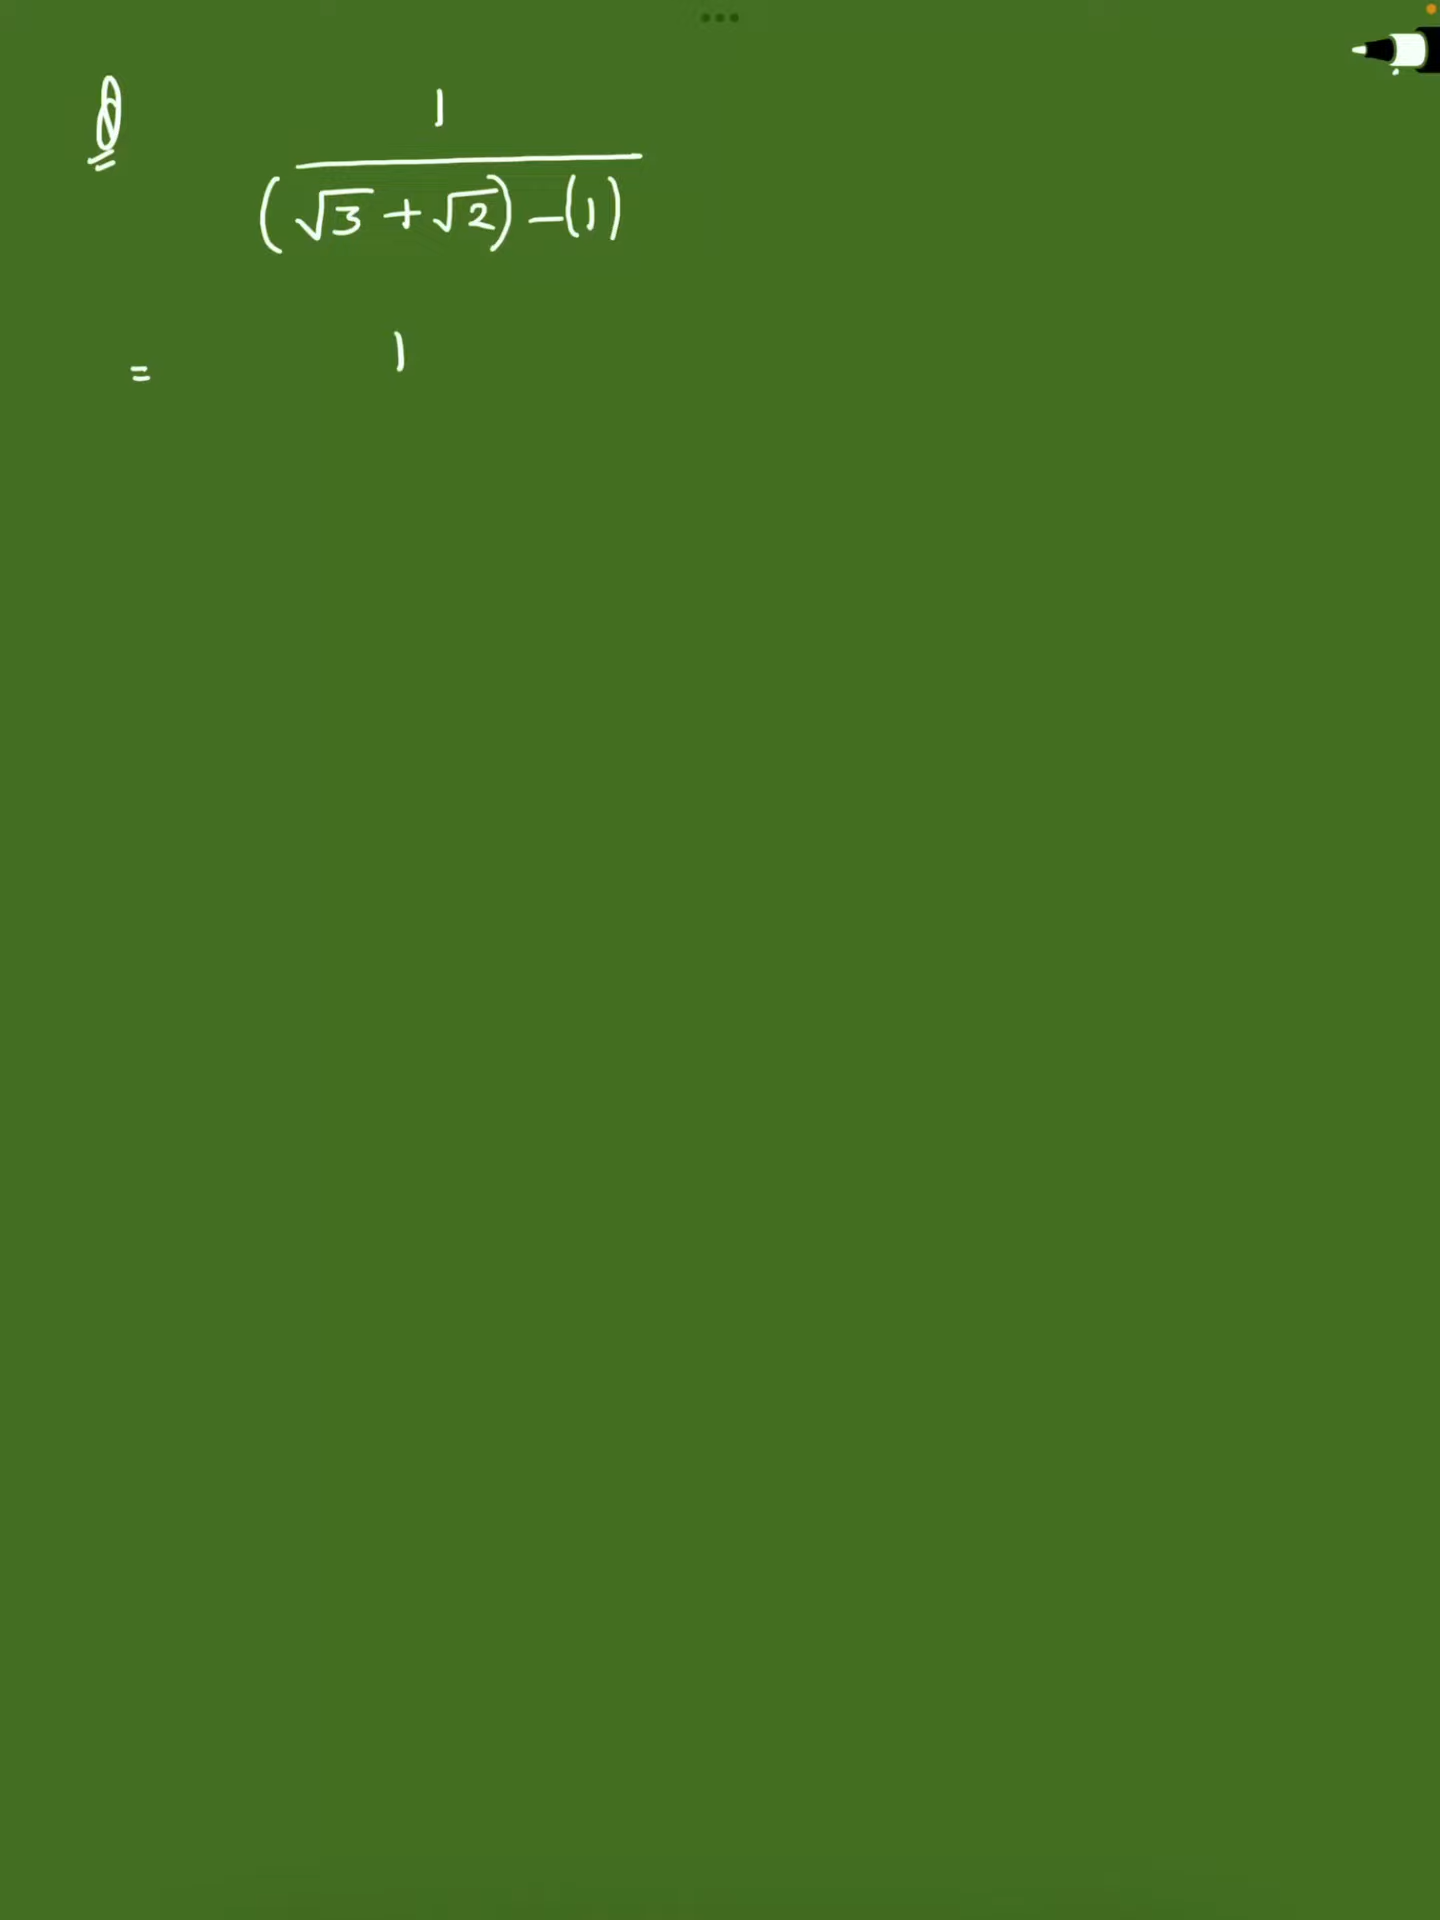 Q
1
(√3 + √2) – (1)
= 1